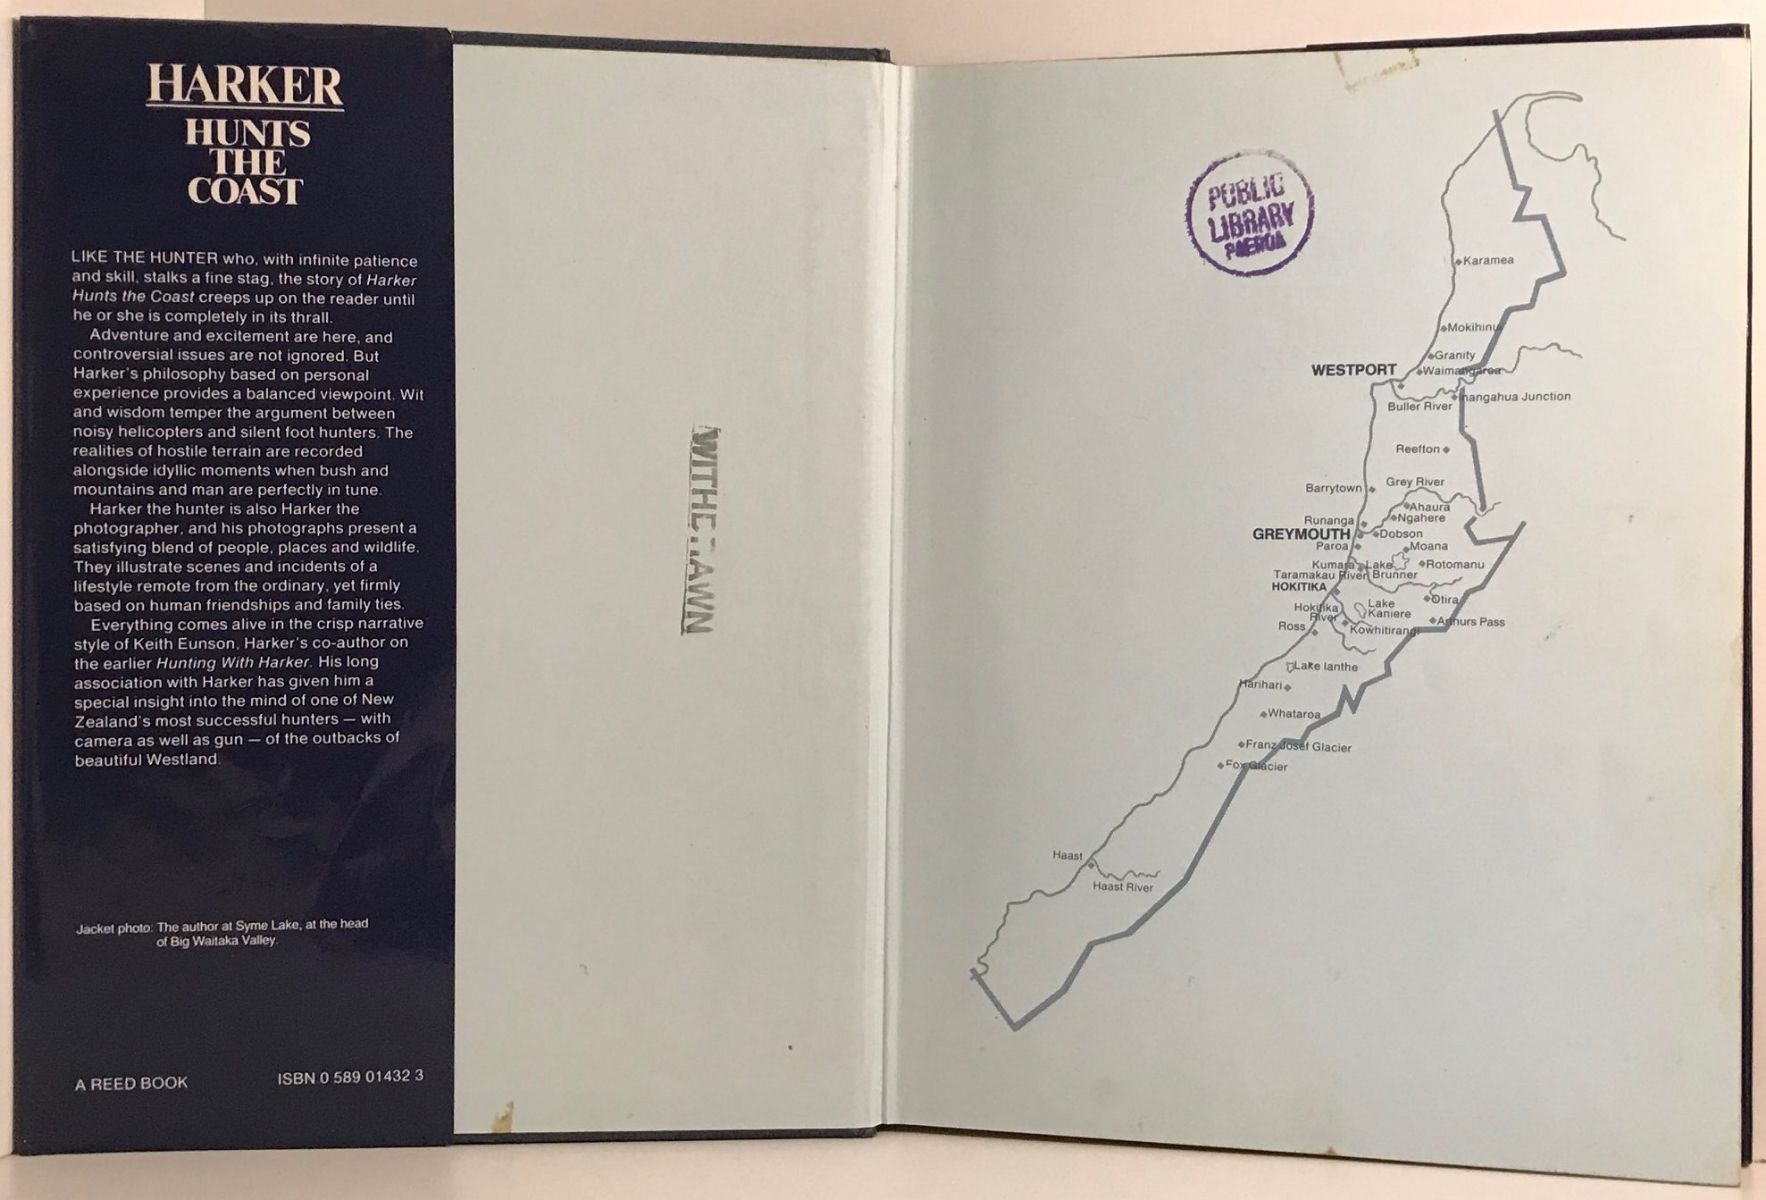 HARKER
HUNTS
THE
COAST
LIKE THE HUNTER who, with infinite patience
and skill, stalks a fine stag, the story of Harker
Hunts the Coast creeps up on the reader until
he or she is completely in its thrall.
Adventure and excitement are here, and
controversial issues are not ignored. But
Harker's philosophy based on personal
experience provides a balanced viewpoint. Wit
and wisdom temper the argument between
noisy helicopters and silent foot hunters. The
realities of hostile terrain are recorded
alongside idyllic moments when bush and
mountains and man are perfectly in tune.
Harker the hunter is also Harker the
photographer, and his photographs present a
satisfying blend of people, places and wildlife.
They illustrate scenes and incidents of a
lifestyle remote from the ordinary, yet firmly
based on human friendships and family ties.
Everything comes alive in the crisp narrative
style of Keith Eunson, Harker's co-author on
the earlier Hunting With Harker. His long
association with Harker has given him a
special insight into the mind of one of New
Zealand's most successful hunters — with
camera as well as gun — of the outbacks of
beautiful Westland.
Jacket photo: The author at Syme Lake, at the head
of Big Waitaka Valley.
A REED BOOK
ISBN 0 589 01432 3
WITHDRAWN
PUBLIC
LIBRARY
PAEROA
Karamea
Mokihinui
Granity
WESTPORT
Waimangaroa
Inangahua Junction
Buller River
Reefton
Barrytown
Grey River
Ahaura
Runanga
Ngahere
GREYMOUTH
Dobson
Paroa
Moana
Kumara
Lake
Brunner
Rotomanu
Taramakau River
HOKITIKA
Otira
Hokitika
River
Lake
Kaniere
Arthurs Pass
Ross
Kowhitirangi
Lake Ianthe
Harihari
Whataroa
Franz Josef Glacier
Fox Glacier
Haast
Haast River